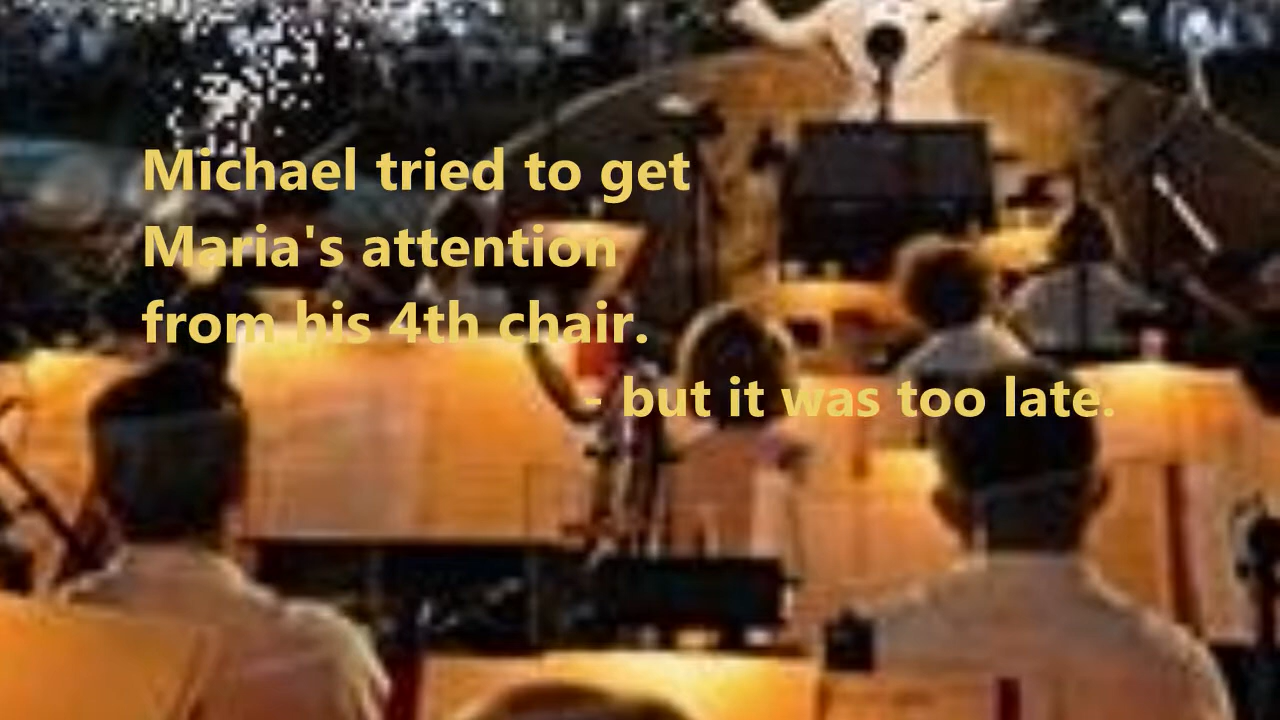 Michael tried to get
Maria's attention
from his 4th chair.
- but it was too late.